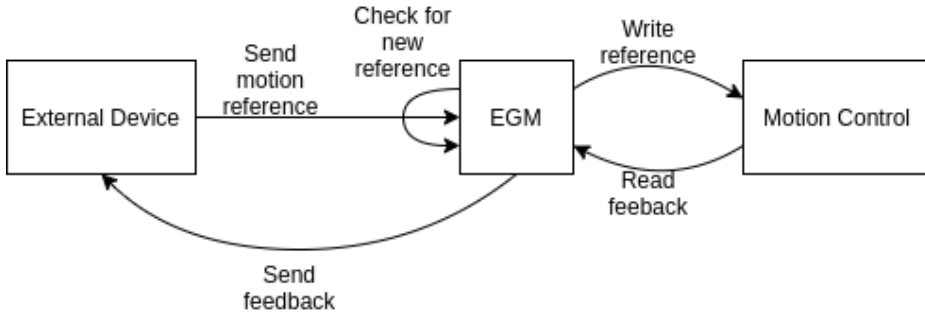 Check for
new
reference
Send
motion
reference
Write
reference
External Device
EGM
Motion Control
Read
feeback
Send
feedback